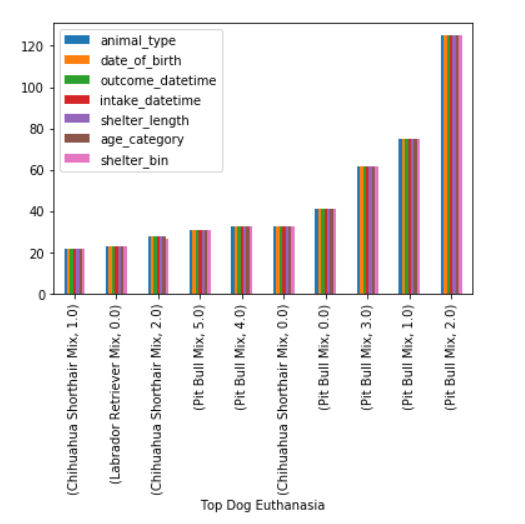 120
100
80
60
40
20
0
animal_type
date_of_birth
outcome_datetime
intake_datetime
shelter_length
age_category
shelter_bin
(Chihuahua Shorthair Mix, 1.0)
(Labrador Retriever Mix, 0.0)
(Chihuahua Shorthair Mix, 2.0)
(Pit Bull Mix, 5.0)
(Pit Bull Mix, 4.0)
(Chihuahua Shorthair Mix, 0.0)
(Pit Bull Mix, 0.0)
(Pit Bull Mix, 3.0)
(Pit Bull Mix, 1.0)
(Pit Bull Mix, 2.0)
Top Dog Euthanasia